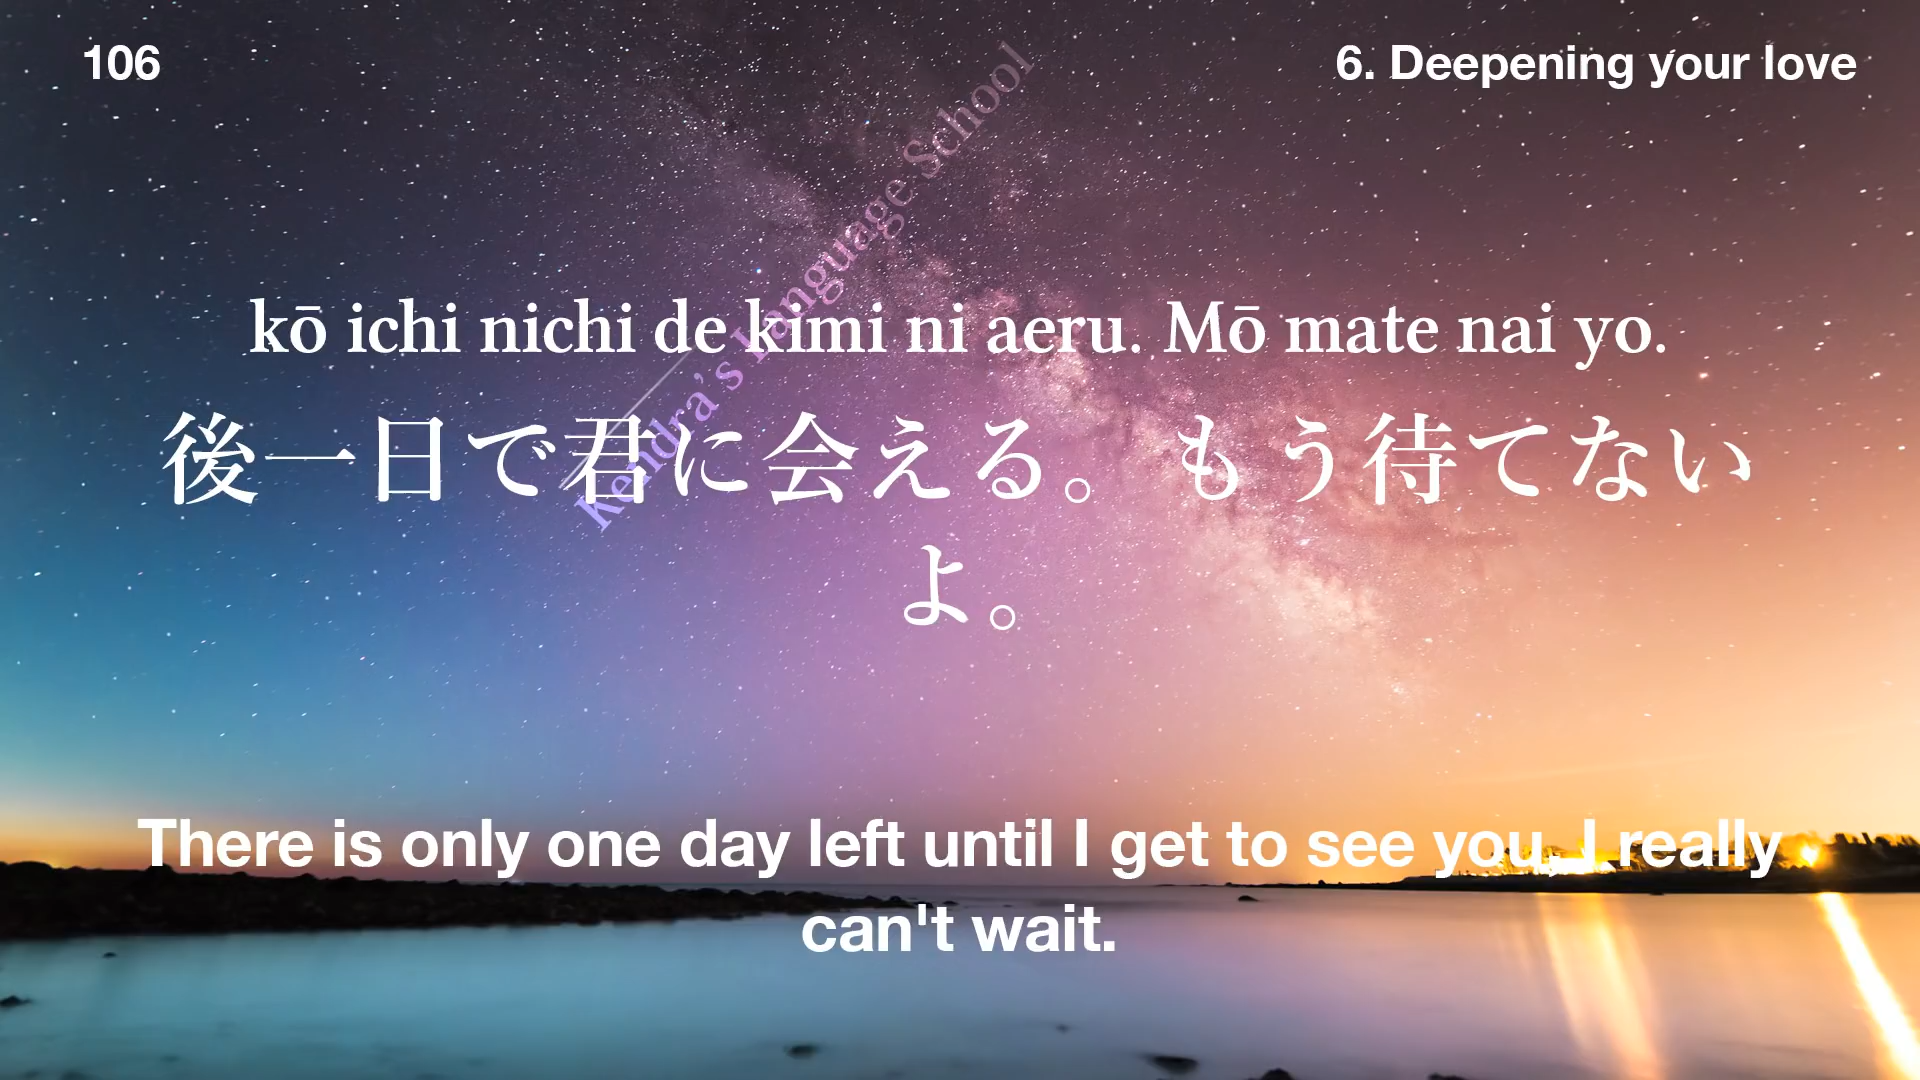 106
6. Deepening your love
Kendra's Language School
kō ichi nichi de kimi ni aeru. Mō mate nai yo.
後一日で君に会える。もう待てない
よ。
There is only one day left until I get to see you, I really
can't wait.